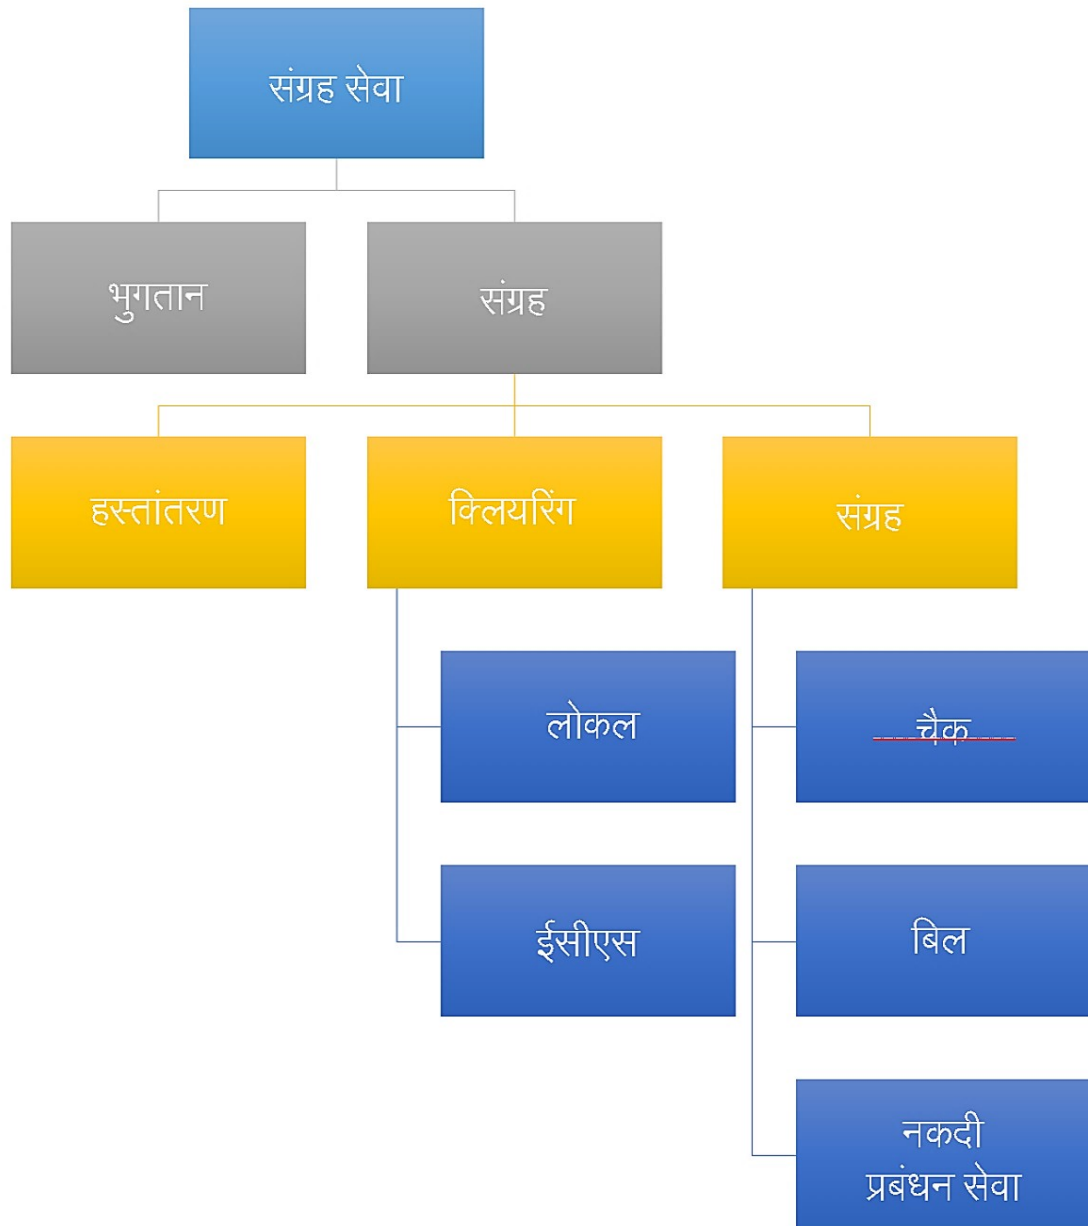 संग्रह सेवा
भुगतान
संग्रह
हस्तांतरण
क्लियरिंग
संग्रह
लोकल
चैक
ईसीएस
बिल
नकदी
प्रबंधन सेवा